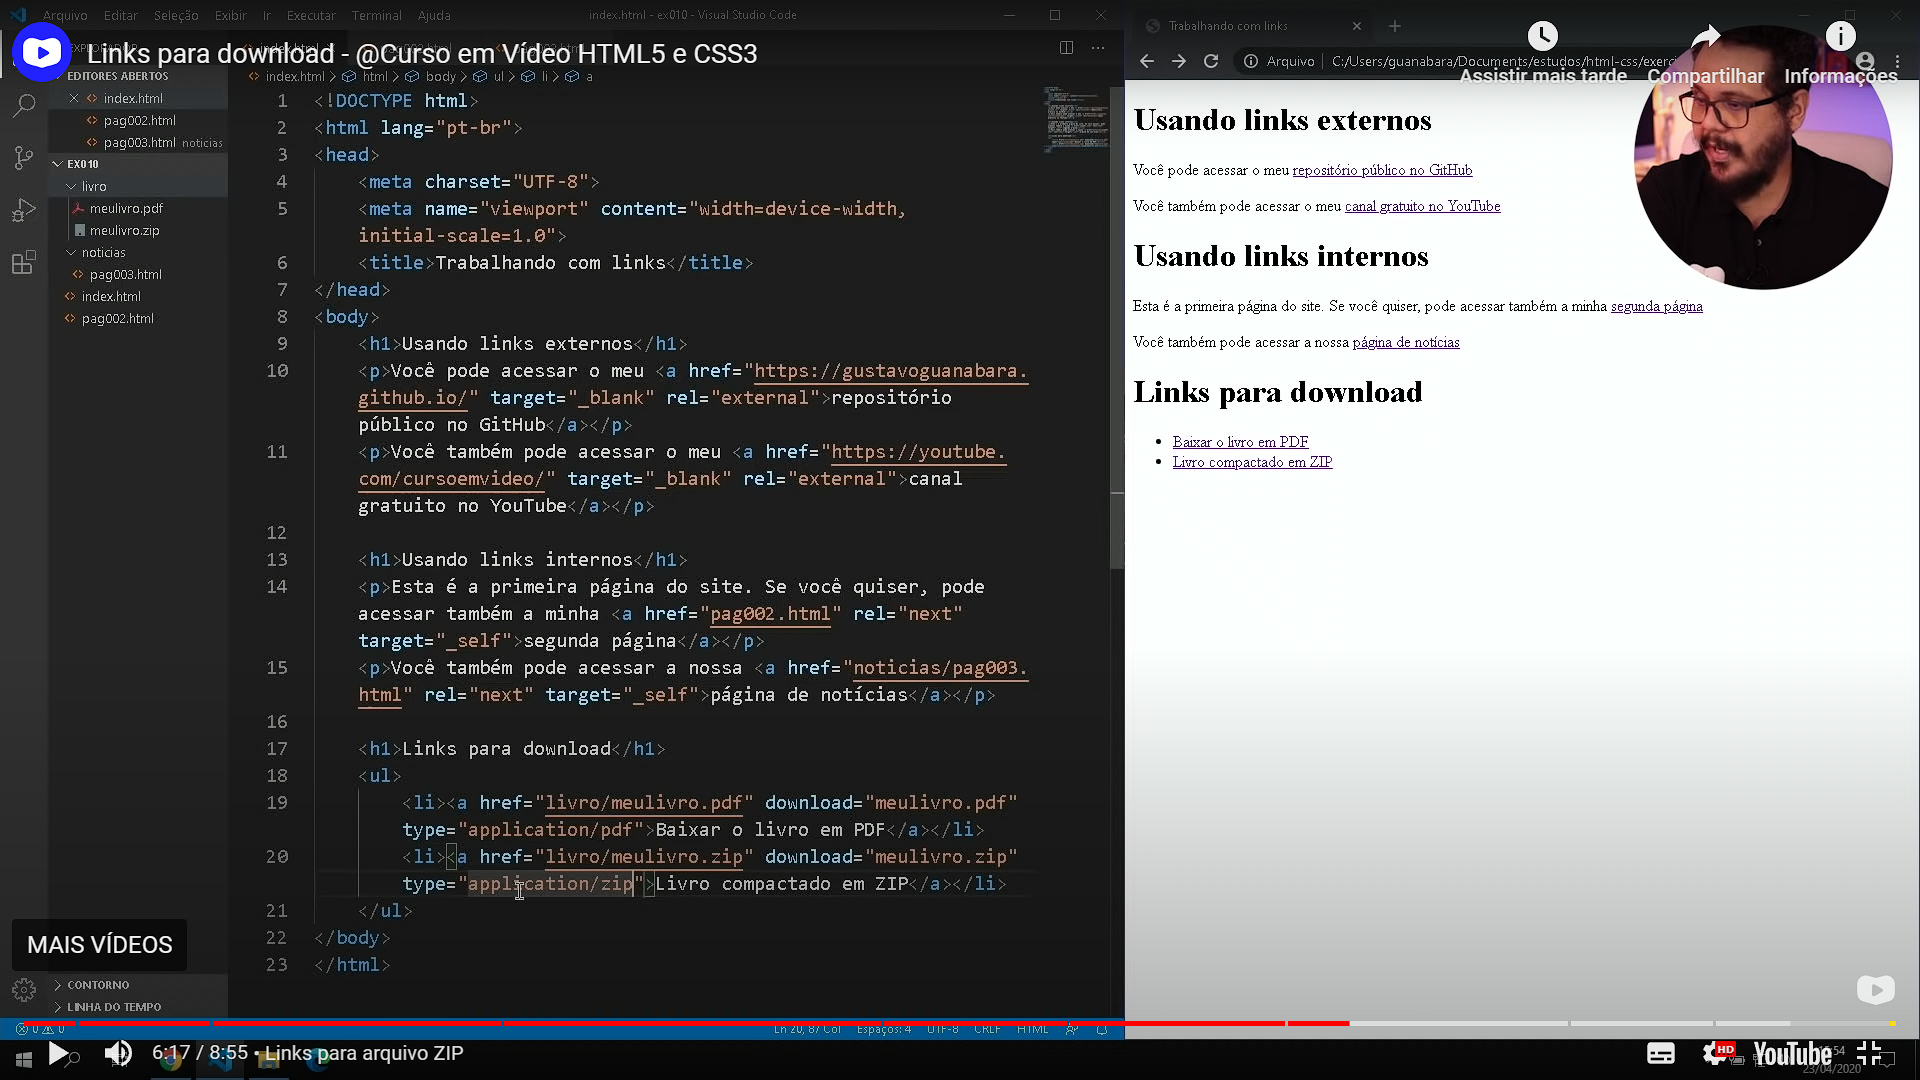 Arquivo Editar Seleção Exibir Ir Executar Terminal Ajuda
index.html - ex010 - Visual Studio Code
Links para download - @Curso em Vídeo HTML5 e CSS3
EDITORES ABERTOS
index.html
pag002.html
pag003.html noticias
EX010
livro
meulivro.pdf
meulivro.zip
noticias
pag003.html
index.html
pag002.html
CONTORNO
LINHA DO TEMPO
MAIS VÍDEOS
index.html > html > body > ul > li > a
1 <!DOCTYPE html>
2 <html lang="pt-br">
3 <head>
4 <meta charset="UTF-8">
5 <meta name="viewport" content="width=device-width,
initial-scale=1.0">
6 <title>Trabalhando com links</title>
7 </head>
8 <body>
9 <h1>Usando links externos</h1>
10 <p>Você pode acessar o meu <a href="https://gustavoguanabara.
github.io/" target="_blank" rel="external">repositório
público no GitHub</a></p>
11 <p>Você também pode acessar o meu <a href="https://youtube.
com/cursoemvideo/" target="_blank" rel="external">canal
gratuito no YouTube</a></p>
12
13 <h1>Usando links internos</h1>
14 <p>Esta é a primeira página do site. Se você quiser, pode
acessar também a minha <a href="pag002.html" rel="next"
target="_self">segunda página</a></p>
15 <p>Você também pode acessar a nossa <a href="noticias/pag003.
html" rel="next" target="_self">página de notícias</a></p>
16
17 <h1>Links para download</h1>
18 <ul>
19 <li><a href="livro/meulivro.pdf" download="meulivro.pdf"
type="application/pdf">Baixar o livro em PDF</a></li>
20 <li><a href="livro/meulivro.zip" download="meulivro.zip"
type="application/zip">Livro compactado em ZIP</a></li>
21 </ul>
22 </body>
23 </html>
Trabalhando com links
Arquivo | C:/Users/guanabara/Documents/estudos/html-css/exerc
Assistir mais tarde Compartilhar Informações
Usando links externos
Você pode acessar o meu repositório público no GitHub
Você também pode acessar o meu canal gratuito no YouTube
Usando links internos
Esta é a primeira página do site. Se você quiser, pode acessar também a minha segunda página
Você também pode acessar a nossa página de notícias
Links para download
Baixar o livro em PDF
Livro compactado em ZIP
0 0 Ln 20, 87 Col Espaços: 4 UTF-8 CRLF HTML
6:17 / 8:55 • Links para arquivo ZIP
HD
YouTube
23/04/2020